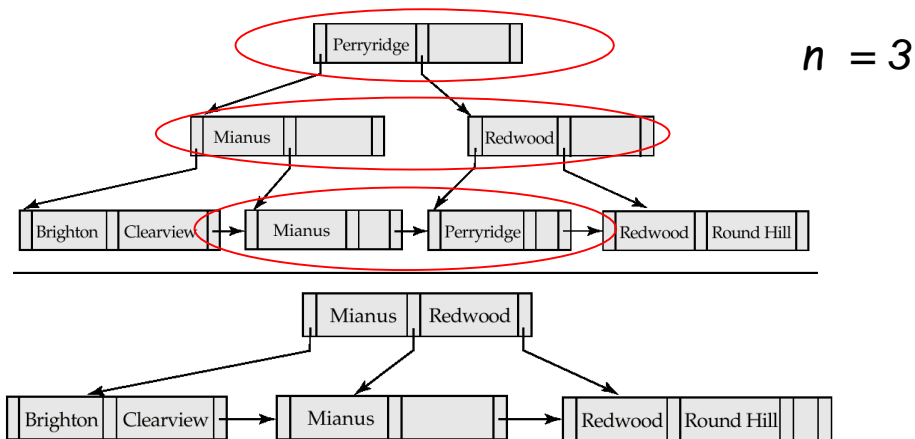 Perryridge
n = 3
Mianus Redwood
Brighton Clearview Mianus Perryridge Redwood Round Hill
Mianus Redwood
Brighton Clearview Mianus Redwood Round Hill